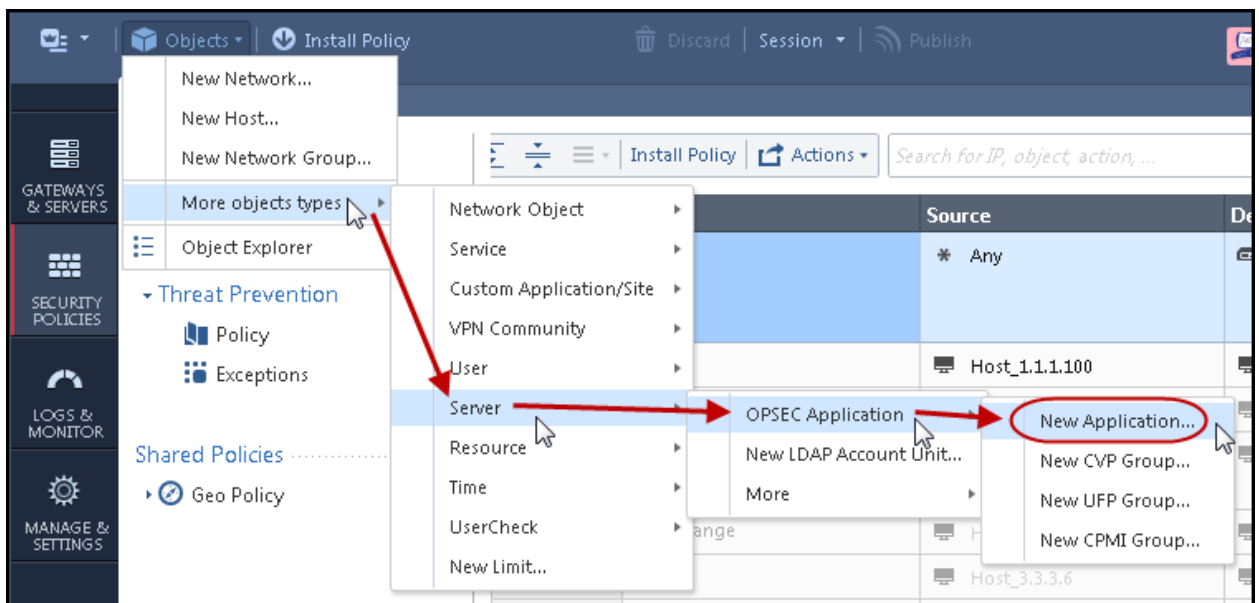 Objects
Install Policy
Discard
Session
Publish
New Network...
New Host...
New Network Group...
More objects types
Object Explorer
GATEWAYS
& SERVERS
SECURITY
POLICIES
LOGS &
MONITOR
MANAGE &
SETTINGS
Threat Prevention
Policy
Exceptions
Shared Policies
Geo Policy
Install Policy
Actions
Search for IP, object, action, ...
Source
De
* Any
Host_1.1.1.100
ange
H
Host_3.3.3.6
Network Object
Service
Custom Application/Site
VPN Community
User
Server
Resource
Time
UserCheck
New Limit...
OPSEC Application
New LDAP Account Unit...
More
New Application...
New CVP Group...
New UFP Group...
New CPMI Group...